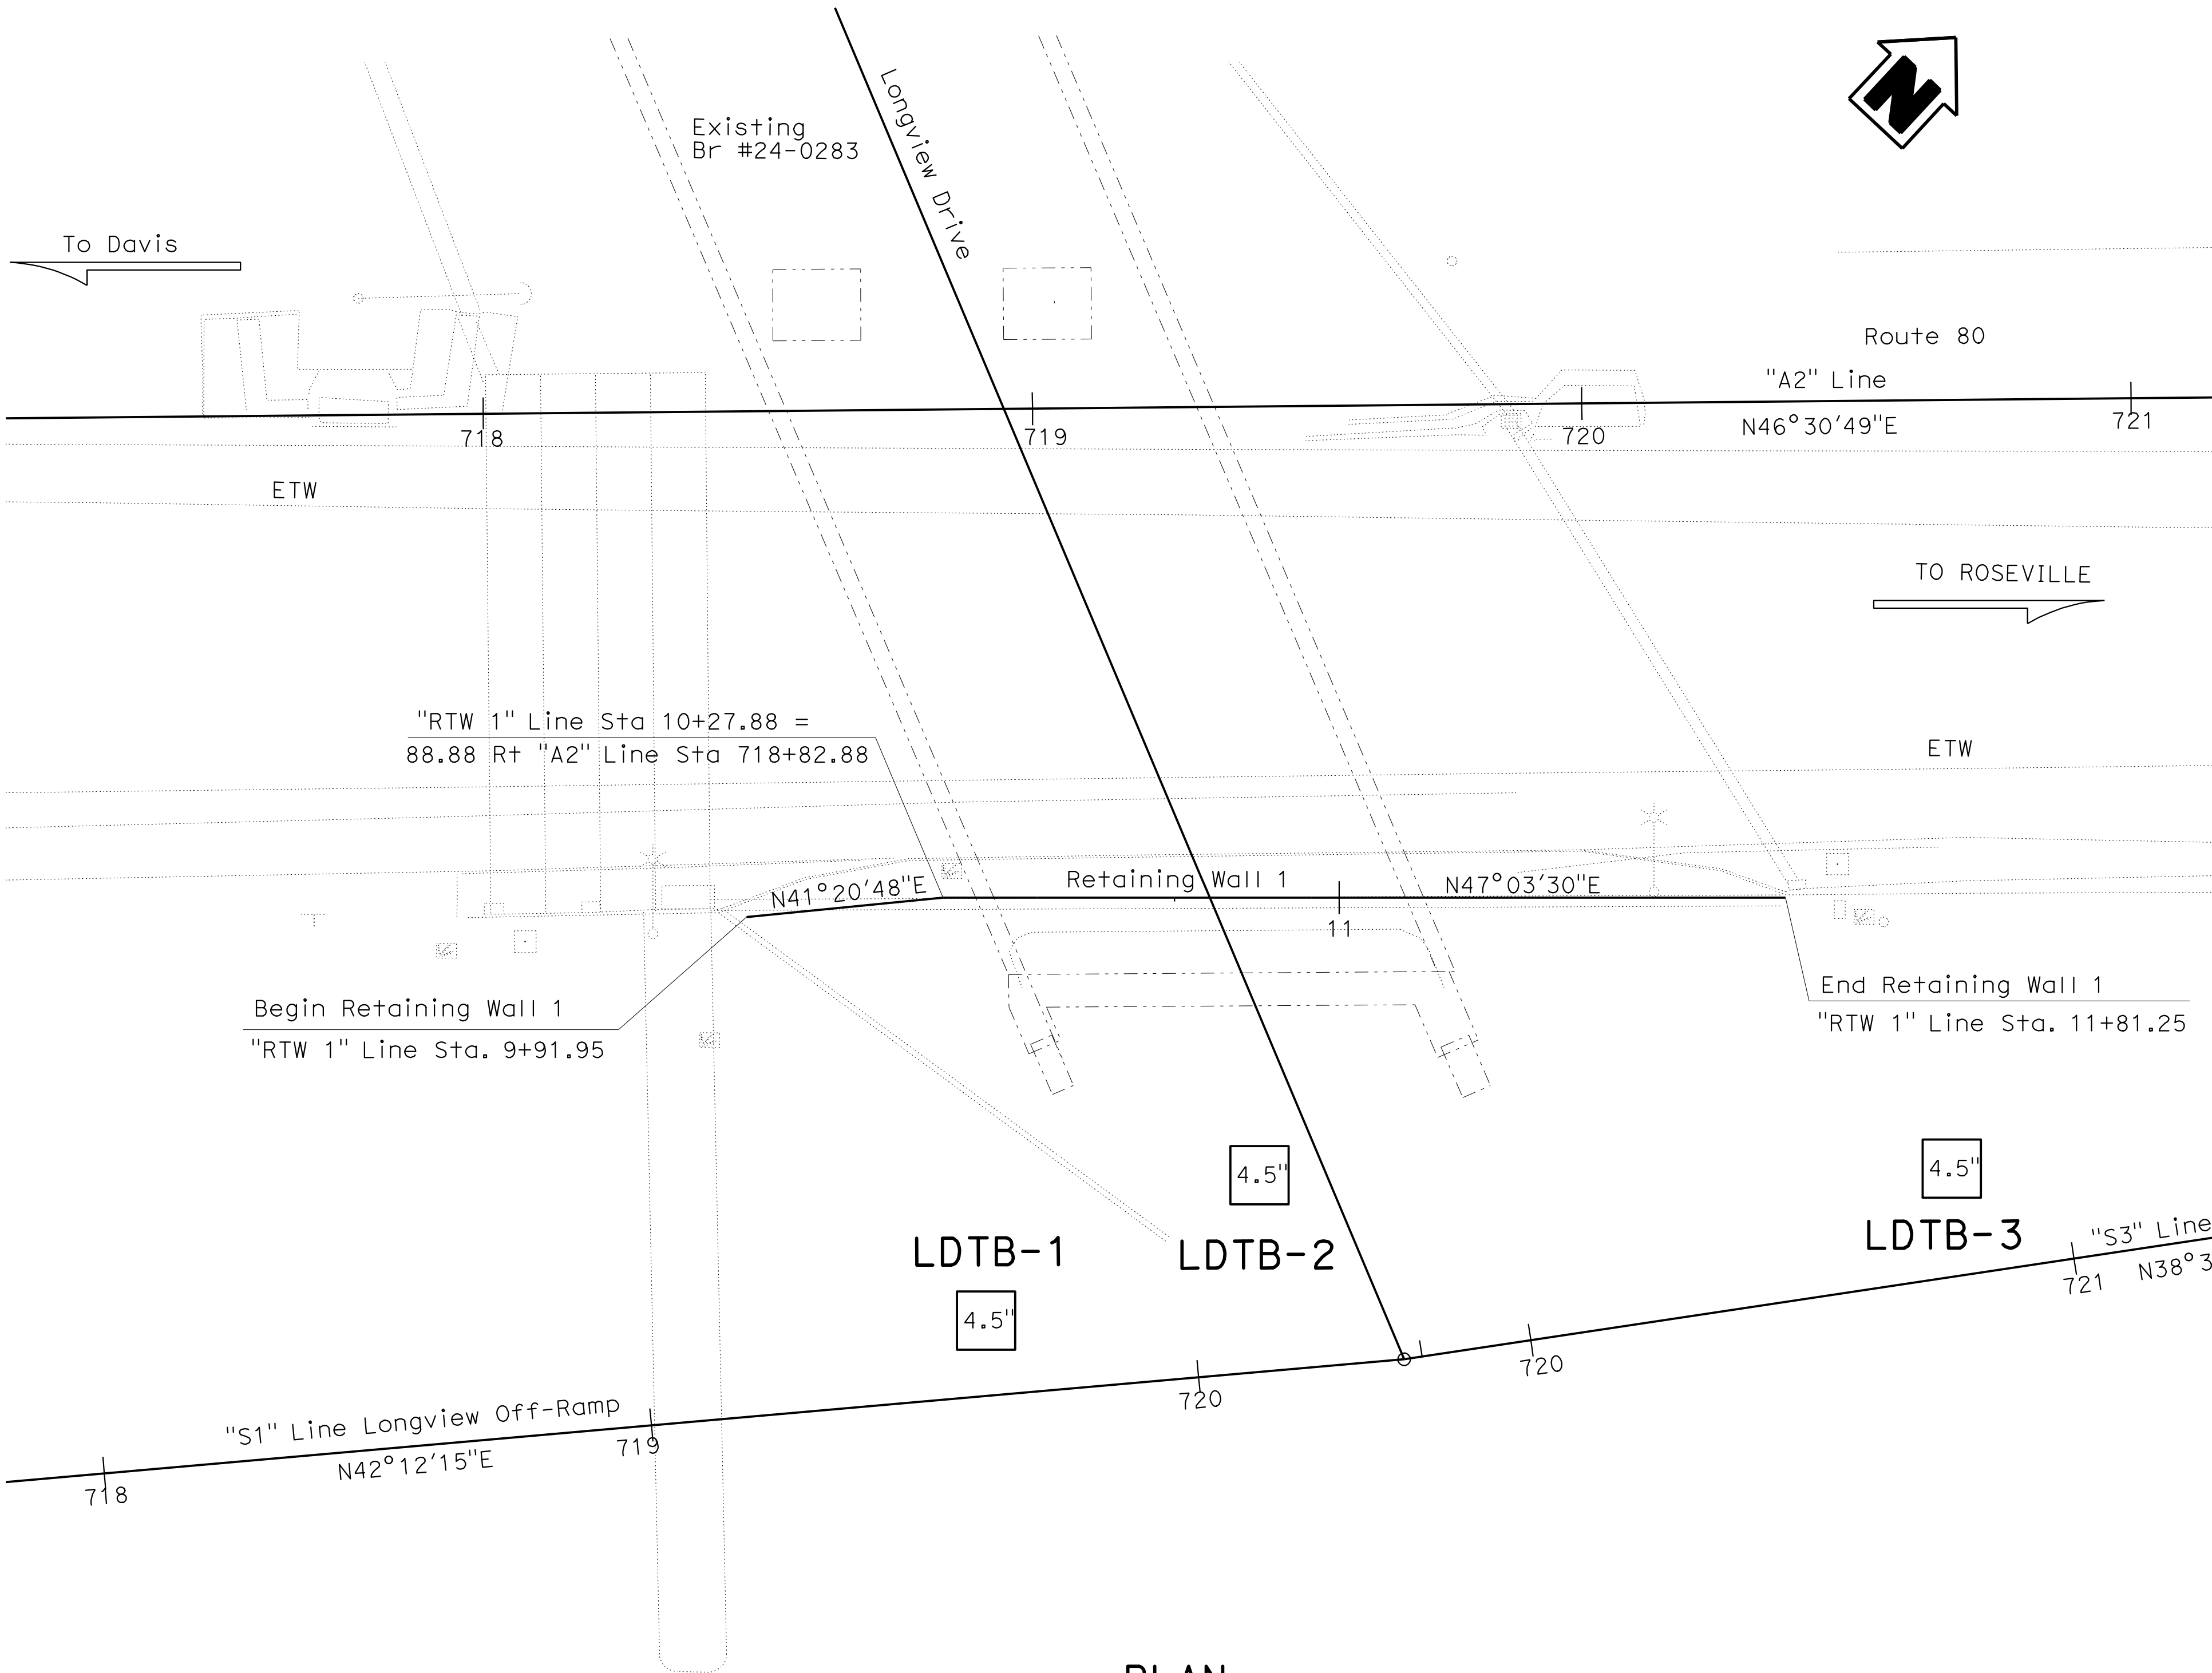 N
Longview Drive
Existing
Br #24-0283
To Davis
Route 80
"A2" Line
718
719
720
N46°30'49"E
721
ETW
TO ROSEVILLE
"RTW 1" Line Sta 10+27.88 =
88.88 Rt "A2" Line Sta 718+82.88
ETW
N41°20'48"E
Retaining Wall 1
N47°03'30"E
11
Begin Retaining Wall 1
"RTW 1" Line Sta. 9+91.95
End Retaining Wall 1
"RTW 1" Line Sta. 11+81.25
4.5"
4.5"
LDTB-1
LDTB-2
LDTB-3
4.5"
"S3" Line
721
N38°3
720
720
"S1" Line Longview Off-Ramp
719
N42°12'15"E
718
PLAN